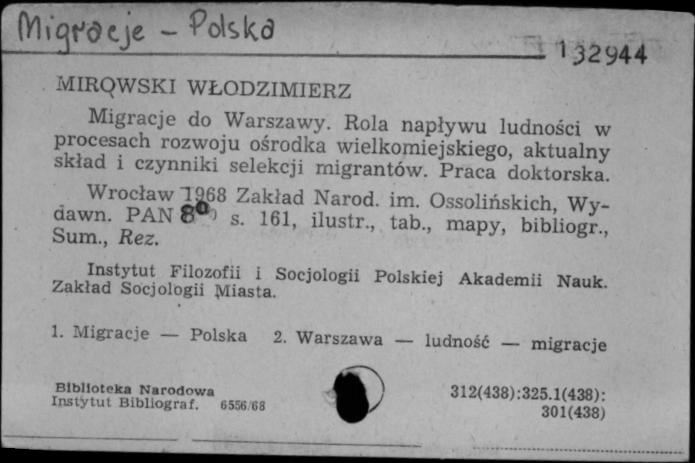 Migracje - Polska
132944
MIROWSKI WŁODZIMIERZ
Migracje do Warszawy. Rola napływu ludności w
procesach rozwoju ośrodka wielkomiejskiego, aktualny
skład i czynniki selekcji migrantów. Praca doktorska.
Wrocław 1968 Zakład Narod. im. Ossolińskich, Wy-
dawn. PAN 8° s. 161, ilustr., tab., mapy, bibliogr.,
Sum., Rez.
Instytut Filozofii i Socjologii Polskiej Akademii Nauk.
Zakład Socjologii Miasta.
1. Migracje — Polska 2. Warszawa — ludność — migracje
Biblioteka Narodowa
Instytut Bibliograf. 6556/68
312(438):325.1(438):
301(438)